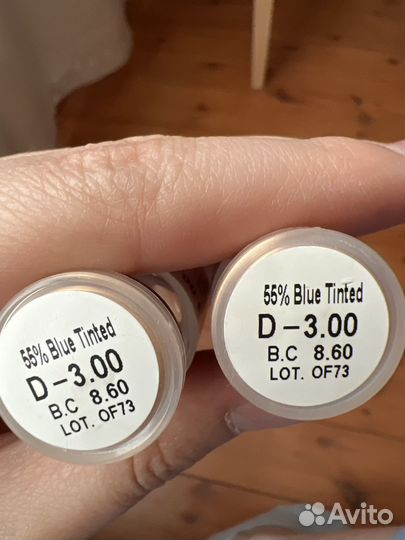 55% Blue Tinted
D-3.00
B.C 8.60
LOT. OF73
55% Blue Tinted
D-3.00
B.C 8.60
LOT. OF73
Avito